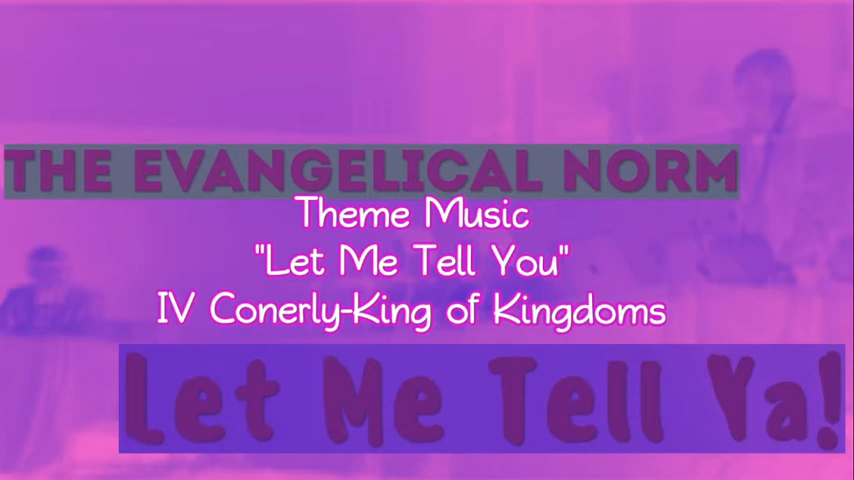 THE EVANGELICAL NORM
Theme Music
"Let Me Tell You"
IV Conerly-King of Kingdoms
Let Me Tell Ya!